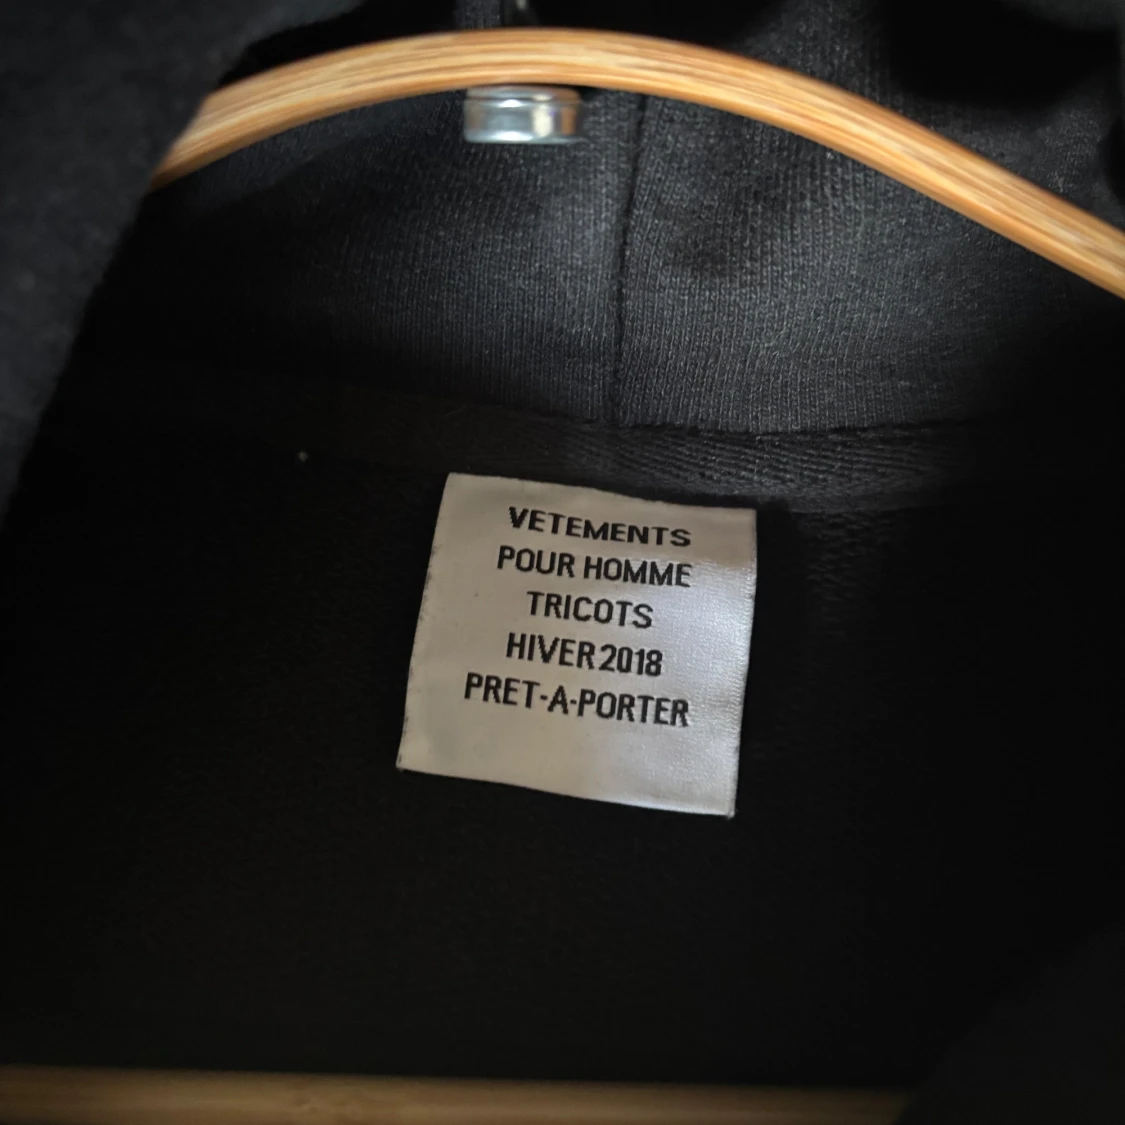 VETEMENTS
POUR HOMME
TRICOTS
HIVER 2018
PRET-A-PORTER